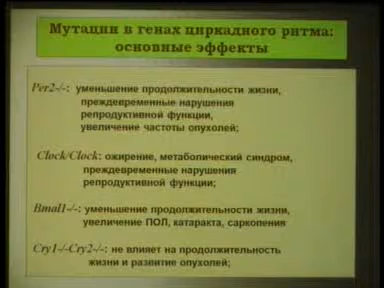 Мутации в генах циркадного ритма:
основные эффекты
Per2-/-: уменьшение продолжительности жизни,
преждевременные нарушения
репродуктивной функции,
увеличение частоты опухолей;
Clock/Clock: ожирение, метаболический синдром,
преждевременные нарушения
репродуктивной функции;
Bmal1-/-: уменьшение продолжительности жизни,
увеличение ПОЛ, катаракта, саркопения
Cry1-/-Cry2-/-: не влияет на продолжительность
жизни и развитие опухолей;